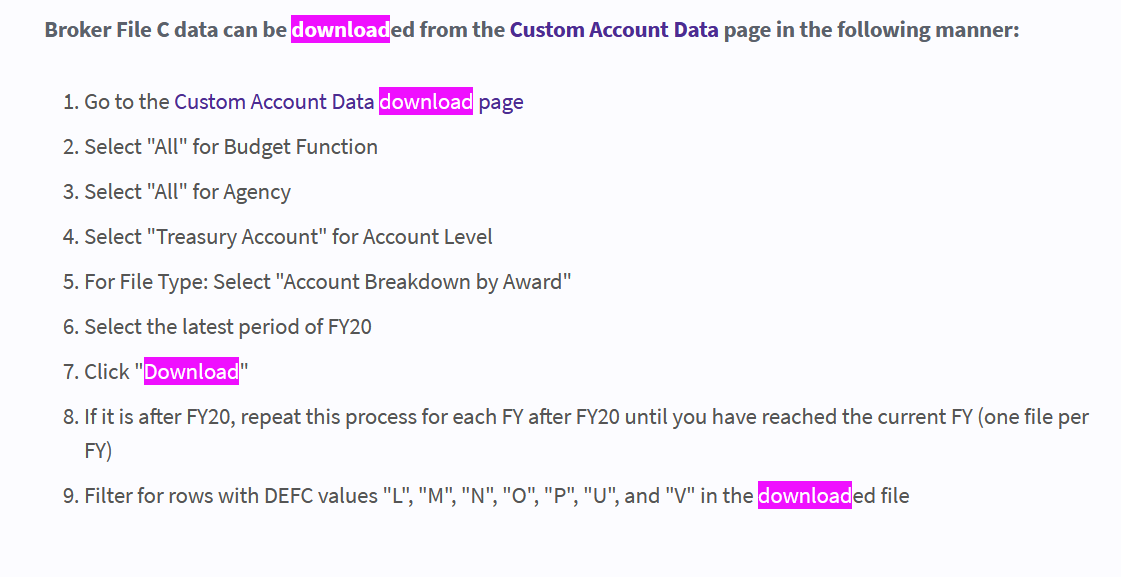 Broker File C data can be downloaded from the Custom Account Data page in the following manner:
1. Go to the Custom Account Data download page
2. Select "All" for Budget Function
3. Select "All" for Agency
4. Select "Treasury Account" for Account Level
5. For File Type: Select "Account Breakdown by Award"
6. Select the latest period of FY20
7. Click "Download"
8. If it is after FY20, repeat this process for each FY after FY20 until you have reached the current FY (one file per
FY)
9. Filter for rows with DEFC values "L", "M", "N", "O", "P", "U", and "V" in the downloaded file